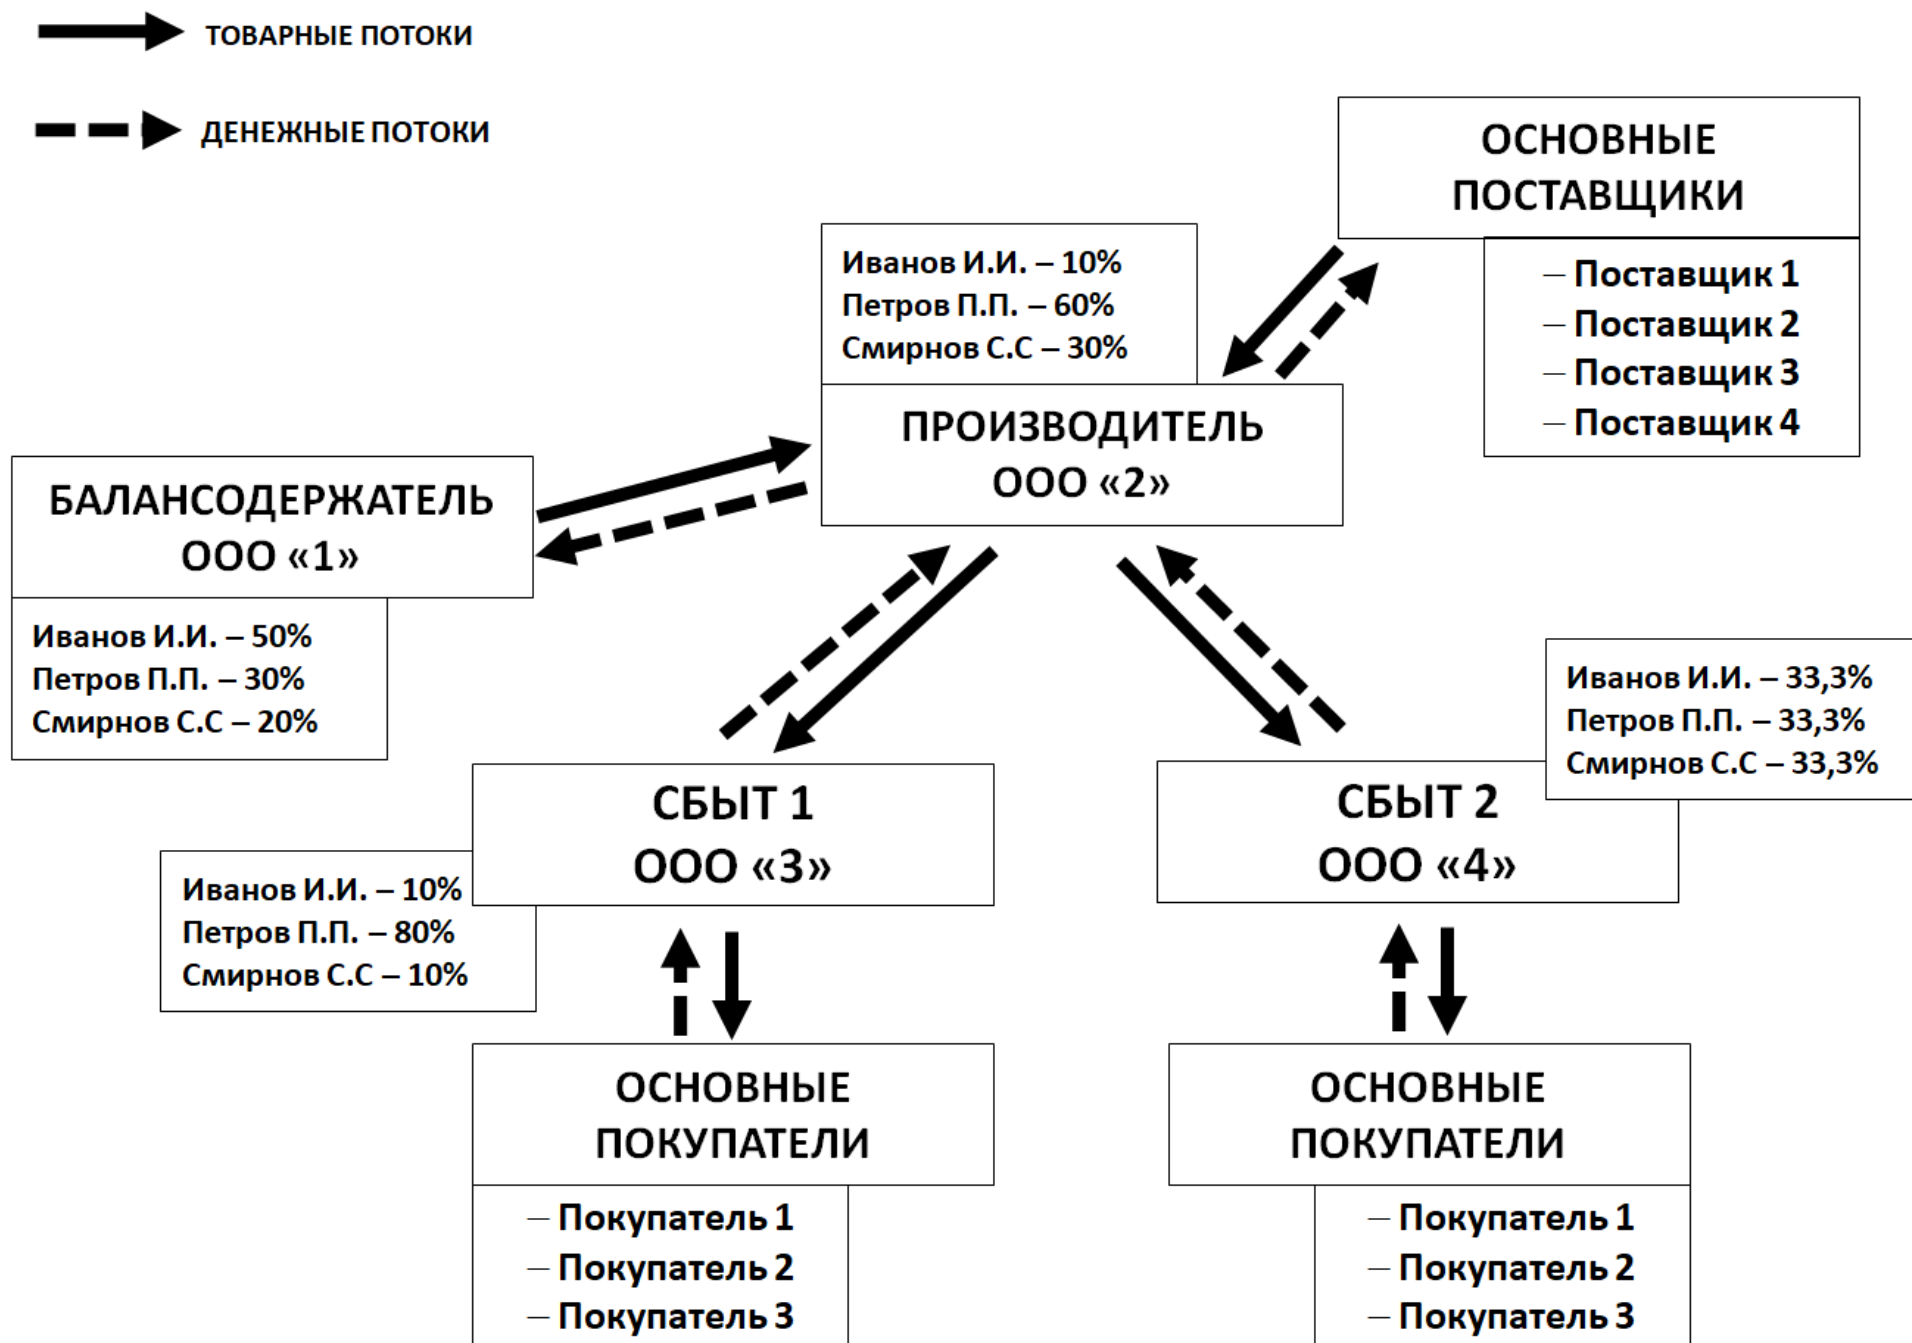 ТОВАРНЫЕ ПОТОКИ
ДЕНЕЖНЫЕ ПОТОКИ
ОСНОВНЫЕ
ПОСТАВЩИКИ
— Поставщик 1
— Поставщик 2
— Поставщик 3
— Поставщик 4
Иванов И.И. – 10%
Петров П.П. – 60%
Смирнов С.С – 30%
ПРОИЗВОДИТЕЛЬ
ООО «2»
БАЛАНСОДЕРЖАТЕЛЬ
ООО «1»
Иванов И.И. – 50%
Петров П.П. – 30%
Смирнов С.С – 20%
Иванов И.И. – 33,3%
Петров П.П. – 33,3%
Смирнов С.С – 33,3%
СБЫТ 1
ООО «3»
СБЫТ 2
ООО «4»
Иванов И.И. – 10%
Петров П.П. – 80%
Смирнов С.С – 10%
ОСНОВНЫЕ
ПОКУПАТЕЛИ
— Покупатель 1
— Покупатель 2
— Покупатель 3
ОСНОВНЫЕ
ПОКУПАТЕЛИ
— Покупатель 1
— Покупатель 2
— Покупатель 3